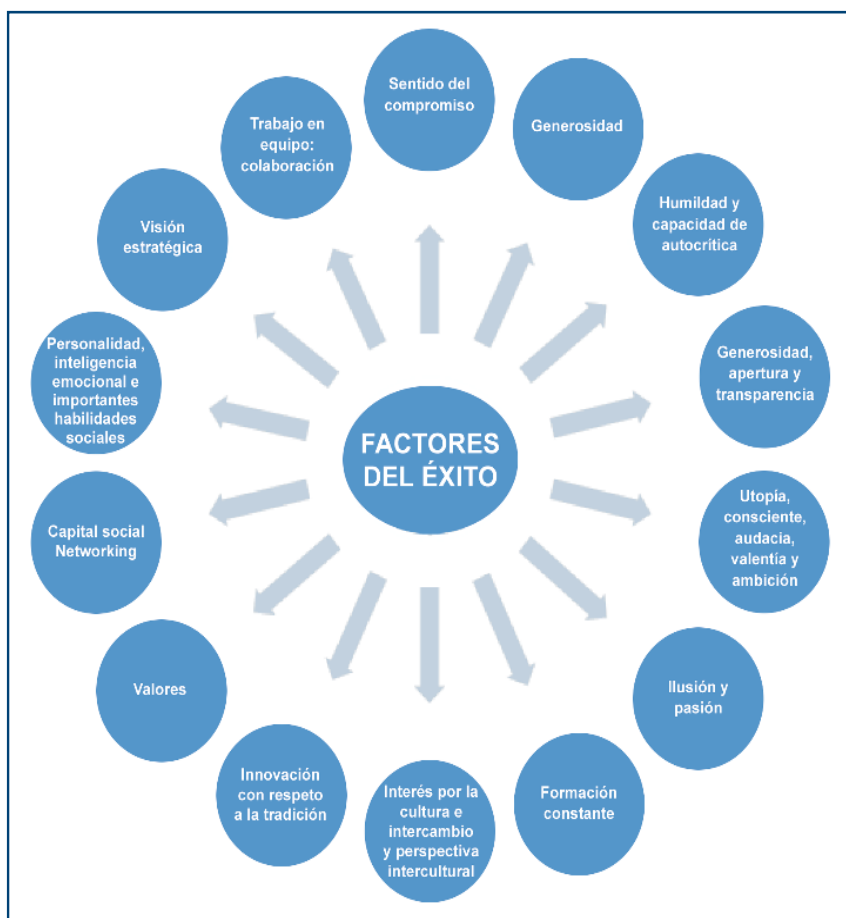 FACTORES
DEL ÉXITO
Sentido del
compromiso
Generosidad
Humildad y
capacidad de
autocrítica
Generosidad,
apertura y
transparencia
Utopía,
consciente,
audacia,
valentía y
ambición
Ilusión y
pasión
Formación
constante
Interés por la
cultura e
intercambio
y perspectiva
intercultural
Innovación
con respeto
a la tradición
Valores
Capital social
Networking
Personalidad,
inteligencia
emocional e
importantes
habilidades
sociales
Visión
estratégica
Trabajo en
equipo:
colaboración